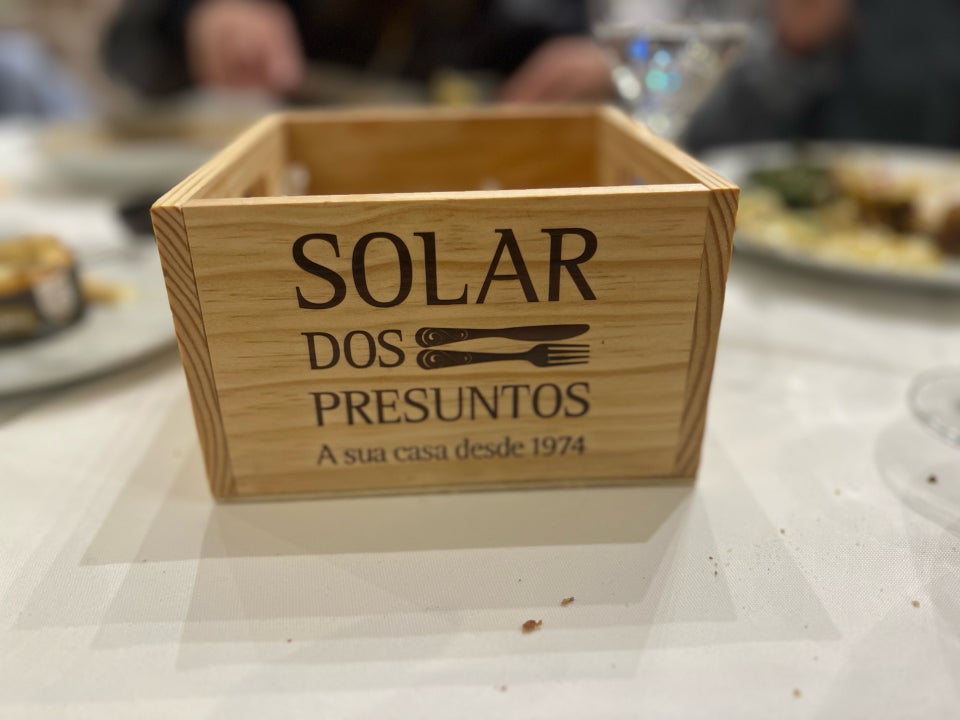 SOLAR
DOS
PRESUNTOS
A sua casa desde 1974